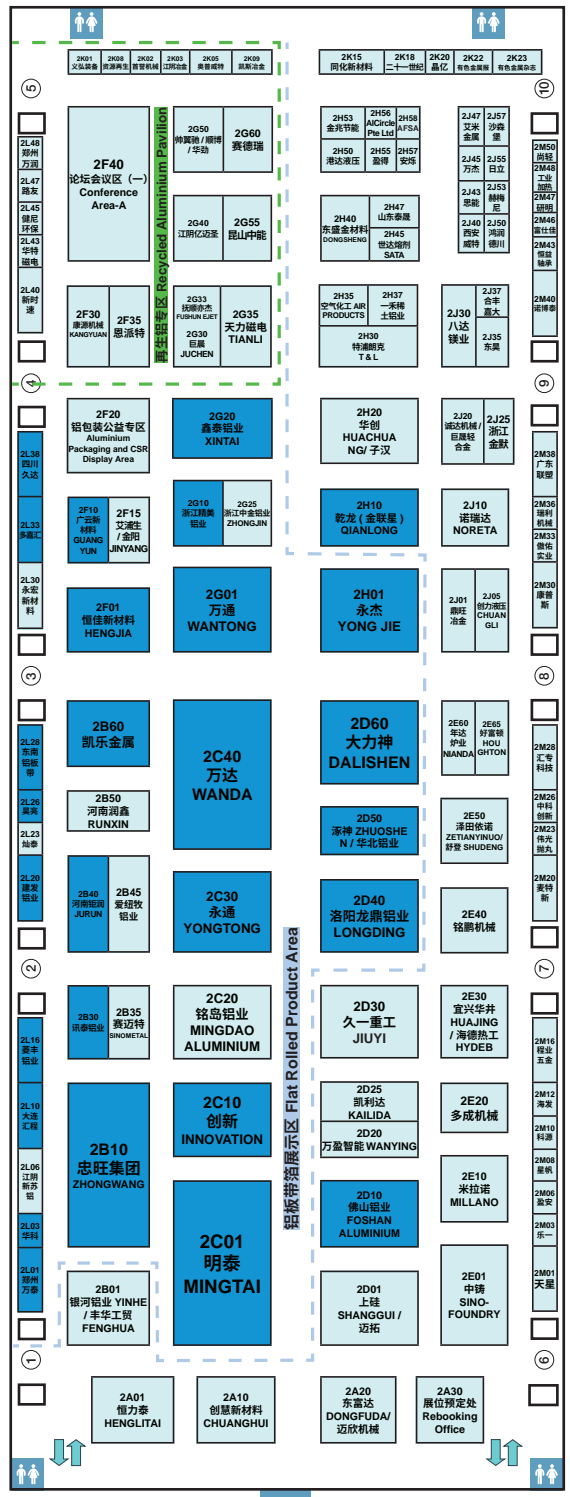 2K01
义弘装备
2K08
资源再生
2K02
首誉机械
2K03
江阴冶金
2K05
奥普威特
2K09
凯斯冶金
2K15
同化新材料
2K18
二十一世纪
2K20
晶亿
2K22
有色金属报
2K23
有色金属杂志
5
10
2L48
郑州
万润
2L47
路友
2L45
健尼
环保
2L43
华特
磁电
2L40
新时速
2F40
论坛会议区（一）
Conference
Area-A
2G50
帅翼驰 / 顺博
/ 华劲
2G60
赛德瑞
2G40
江阴亿迈圣
2G55
昆山中能
再生铝专区 Recycled Aluminium Pavilion
2F30
康源机械
KANGYUAN
2F35
恩派特
2G33
抚顺亦杰
FUSHUN EJET
2G30
巨晨
JUCHEN
2G35
天力磁电
TIANLI
2H53
金兆节能
2H56
AICircle
Pte Ltd
2H58
AFSA
2H50
港达液压
2H55
盈得
2H57
安烁
2H40
东盛金材料
DONGSHENG
2H47
山东泰晟
2H45
世达熔剂
SATA
2H35
空气化工 AIR
PRODUCTS
2H37
一禾稀
土铝业
2H30
特浦朗克
T & L
2J47
艾米
金属
2J57
沙森
堡
2J45
万杰
2J55
日立
2J43
思能
2J53
赫梅
尼
2J40
西安
威特
2J50
鸿润
德川
2J30
八达
镁业
2J37
合丰
嘉大
2J35
东昊
2M50
尚轻
2M48
工业
加热
2M47
研明
2M46
富仕佳
2M43
恒益
轴承
2M40
诺博泰
4
9
2L38
四川
久达
2L33
多嘉汇
2L30
永宏
新材
料
2F20
铝包装公益专区
Aluminium
Packaging and CSR
Display Area
2G20
鑫泰铝业
XINTAI
2F10
广云新
材料
GUANG
YUN
2F15
艾浦生
/ 金阳
JINYANG
2G10
浙江精美
铝业
2G25
浙江中金铝业
ZHONGJIN
2F01
恒佳新材料
HENGJIA
2G01
万通
WANTONG
2H20
华创
HUACHUA
NG/ 子汉
2H10
乾龙 ( 金联星 )
QIANLONG
2H01
永杰
YONG JIE
2J20
诚达机械 /
巨晟轻
合金
2J25
浙江
金默
2J10
诺瑞达
NORETA
2J01
鼎旺
冶金
2J05
创力液压
CHUAN
GLI
2M38
广东
联塑
2M36
瑞利
机械
2M33
傲佑
实业
2M30
康普
斯
3
8
2L28
东南
铝板
带
2L26
昊亮
2L23
灿泰
2L20
建发
铝业
2B60
凯乐金属
2B50
河南润鑫
RUNXIN
2C40
万达
WANDA
2B40
河南钜润
JURUN
2B45
爱纽牧
铝业
2C30
永通
YONGTONG
2D60
大力神
DALISHEN
2D50
涿神 ZHUOSHE
N / 华北铝业
2D40
洛阳龙鼎铝业
LONGDING
2E60
年达
炉业
NIANDA
2E65
好富顿
HOU
GHTON
2E50
泽田依诺
ZETIANYINUO/
舒登 SHUDENG
2E40
铭鹏机械
2M28
汇专
科技
2M26
中科
创新
2M23
伟光
抛丸
2M20
麦特
新
2
7
2L16
菱丰
铝业
2L10
大连
汇程
2L06
江阴
新苏
铝
2L03
华科
2L01
郑州
万泰
2B30
讯泰铝业
2B35
赛迈特
SINOMETAL
2C20
铭岛铝业
MINGDAO
ALUMINIUM
2B10
忠旺集团
ZHONGWANG
2C10
创新
INNOVATION
2C01
明泰
MINGTAI
2B01
银河铝业 YINHE
/ 丰华工贸
FENGHUA
铝板带箔展示区 Flat Rolled Product Area
2D30
久一重工
JIUYI
2D25
凯利达
KAILIDA
2D20
万盈智能 WANYING
2D10
佛山铝业
FOSHAN
ALUMINIUM
2D01
上硅
SHANGGUI /
迈拓
2E30
宜兴华井
HUAJING
/ 海德热工
HYDEB
2E20
多成机械
2E10
米拉诺
MILLANO
2E01
中铸
SINO-
FOUNDRY
2M16
程业
五金
2M12
海发
2M10
科源
2M08
星帆
2M06
盈安
2M03
乐一
2M01
天星
1
6
2A01
恒力泰
HENGLITAI
2A10
创慧新材料
CHUANGHUI
2A20
东富达
DONGFUDA/
迈欣机械
2A30
展位预定处
Rebooking
Office